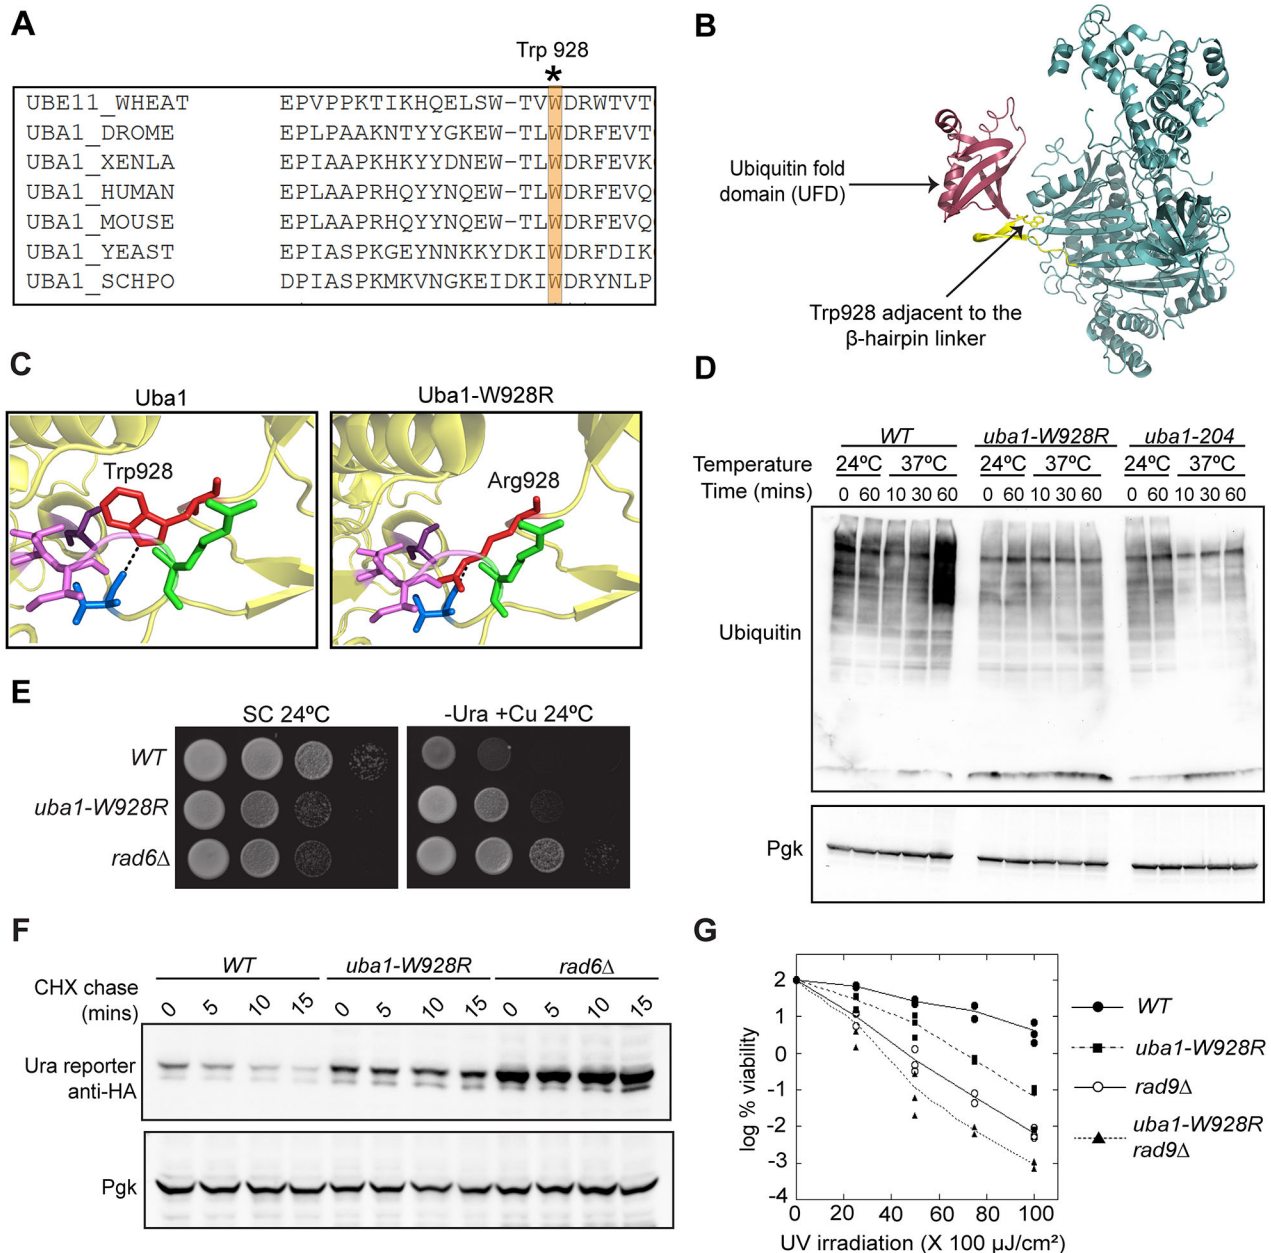 A
Trp 928
*
UBE11_WHEAT EPVPPKTIKHQELSW-TVWDRWTVT
UBA1_DROME EPLPAAKNTYYGKEW-TLWDRFEVT
UBA1_XENLA EPIAAPKHKYYDNEW-TLWDRFEVK
UBA1_HUMAN EPLAAPRHQYYNQEW-TLWDRFEVQ
UBA1_MOUSE EPLAAPRHQYYNQEW-TLWDRFEVQ
UBA1_YEAST EPIASPKGEYNNKKYDKIWDRFDIK
UBA1_SCHPO DPIASPKMKVNGKEIDKIWDRYNLP
B
Ubiquitin fold
domain (UFD)
Trp928 adjacent to the
β-hairpin linker
C
Uba1 Uba1-W928R
Trp928
Arg928
D
WT uba1-W928R uba1-204
Temperature 24ºC 37ºC 24ºC 37ºC 24ºC 37ºC
Time (mins) 0 60 10 30 60 0 60 10 30 60 0 60 10 30 60
Ubiquitin
Pgk
E
SC 24ºC -Ura +Cu 24ºC
WT
uba1-W928R
rad6Δ
F
WT uba1-W928R rad6Δ
CHX chase
(mins) 0 5 10 15 0 5 10 15 0 5 10 15
Ura reporter
anti-HA
Pgk
G
log % viability
2
1
0
-1
-2
-3
-4
0 20 40 60 80 100
UV irradiation (X 100 µJ/cm²)
WT
uba1-W928R
rad9Δ
uba1-W928R
rad9Δ